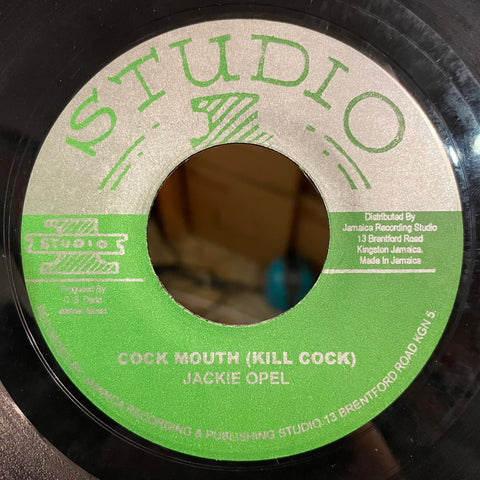 STUDIO
1
STUDIO
Produced By
C. S. Dodd
Distributed By
Jamaica Recording Studio
13 Brentford Road
Kingston Jamaica.
Made In Jamaica
COCK MOUTH (KILL COCK)
JACKIE OPEL
JAMAICA RECORDING & PUBLISHING STUDIO.13 BRENTFORD ROAD KGN 5.